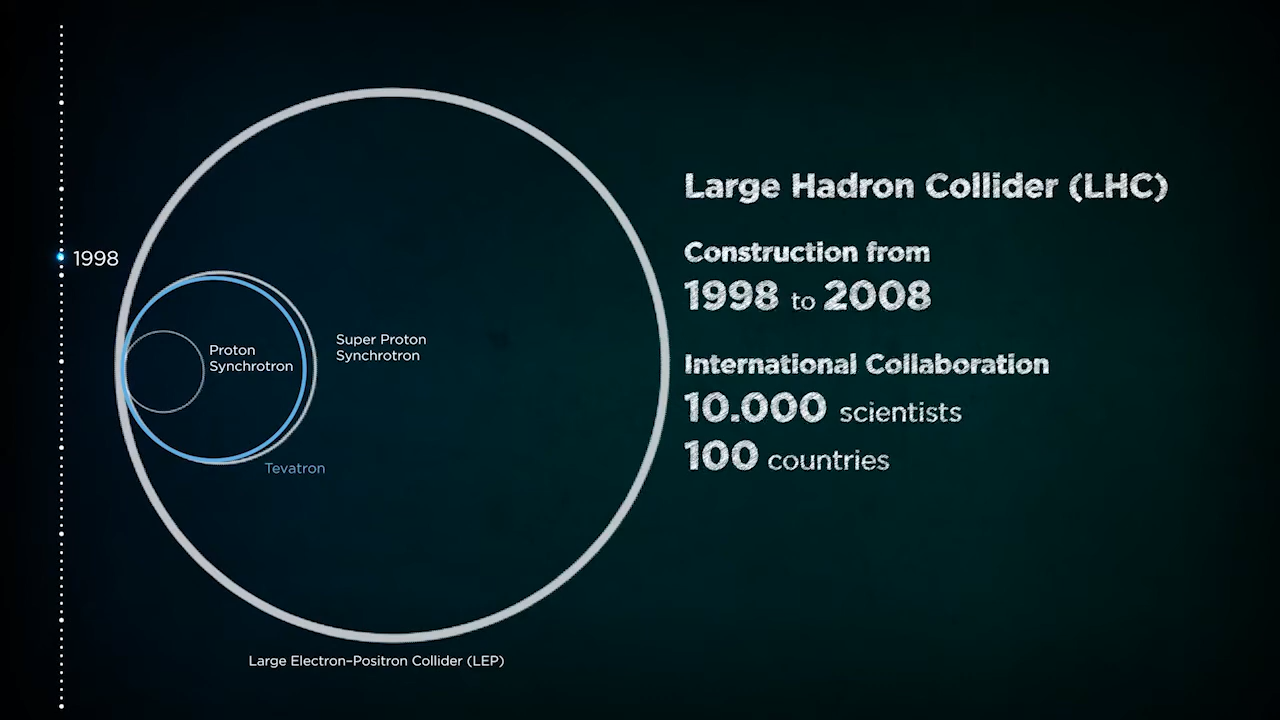 1998
Proton
Synchrotron
Super Proton
Synchrotron
Tevatron
Large Electron–Positron Collider (LEP)
Large Hadron Collider (LHC)
Construction from
1998 to 2008
International Collaboration
10.000 scientists
100 countries